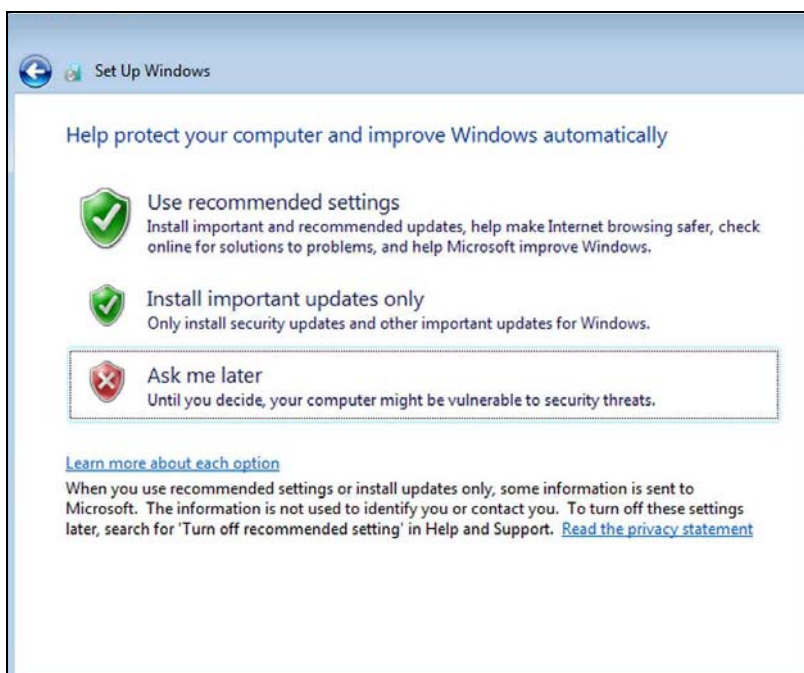 Set Up Windows
Help protect your computer and improve Windows automatically
Use recommended settings
Install important and recommended updates, help make Internet browsing safer, check
online for solutions to problems, and help Microsoft improve Windows.
Install important updates only
Only install security updates and other important updates for Windows.
Ask me later
Until you decide, your computer might be vulnerable to security threats.
Learn more about each option
When you use recommended settings or install updates only, some information is sent to
Microsoft. The information is not used to identify you or contact you. To turn off these settings
later, search for 'Turn off recommended setting' in Help and Support. Read the privacy statement